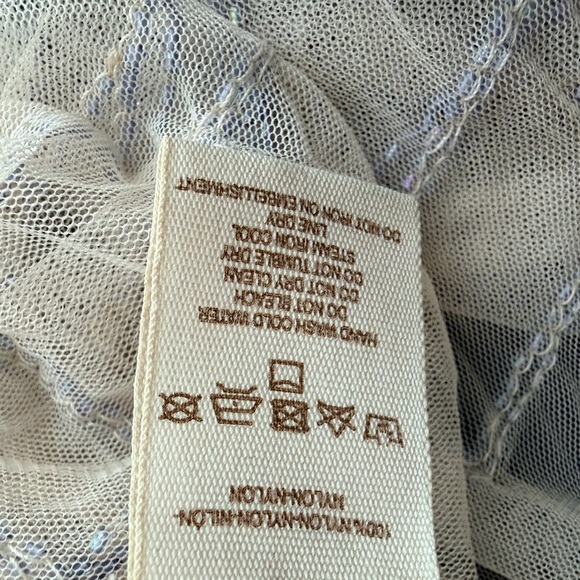 100% NYLON-NYLON-NILÓN-
NYLON-NYLON
HAND WASH COLD WATER
DO NOT BLEACH
DO NOT DRY CLEAN
DO NOT TUMBLE DRY
STEAM IRON COOL
LINE DRY
DO NOT IRON ON EMBELLISHMENT